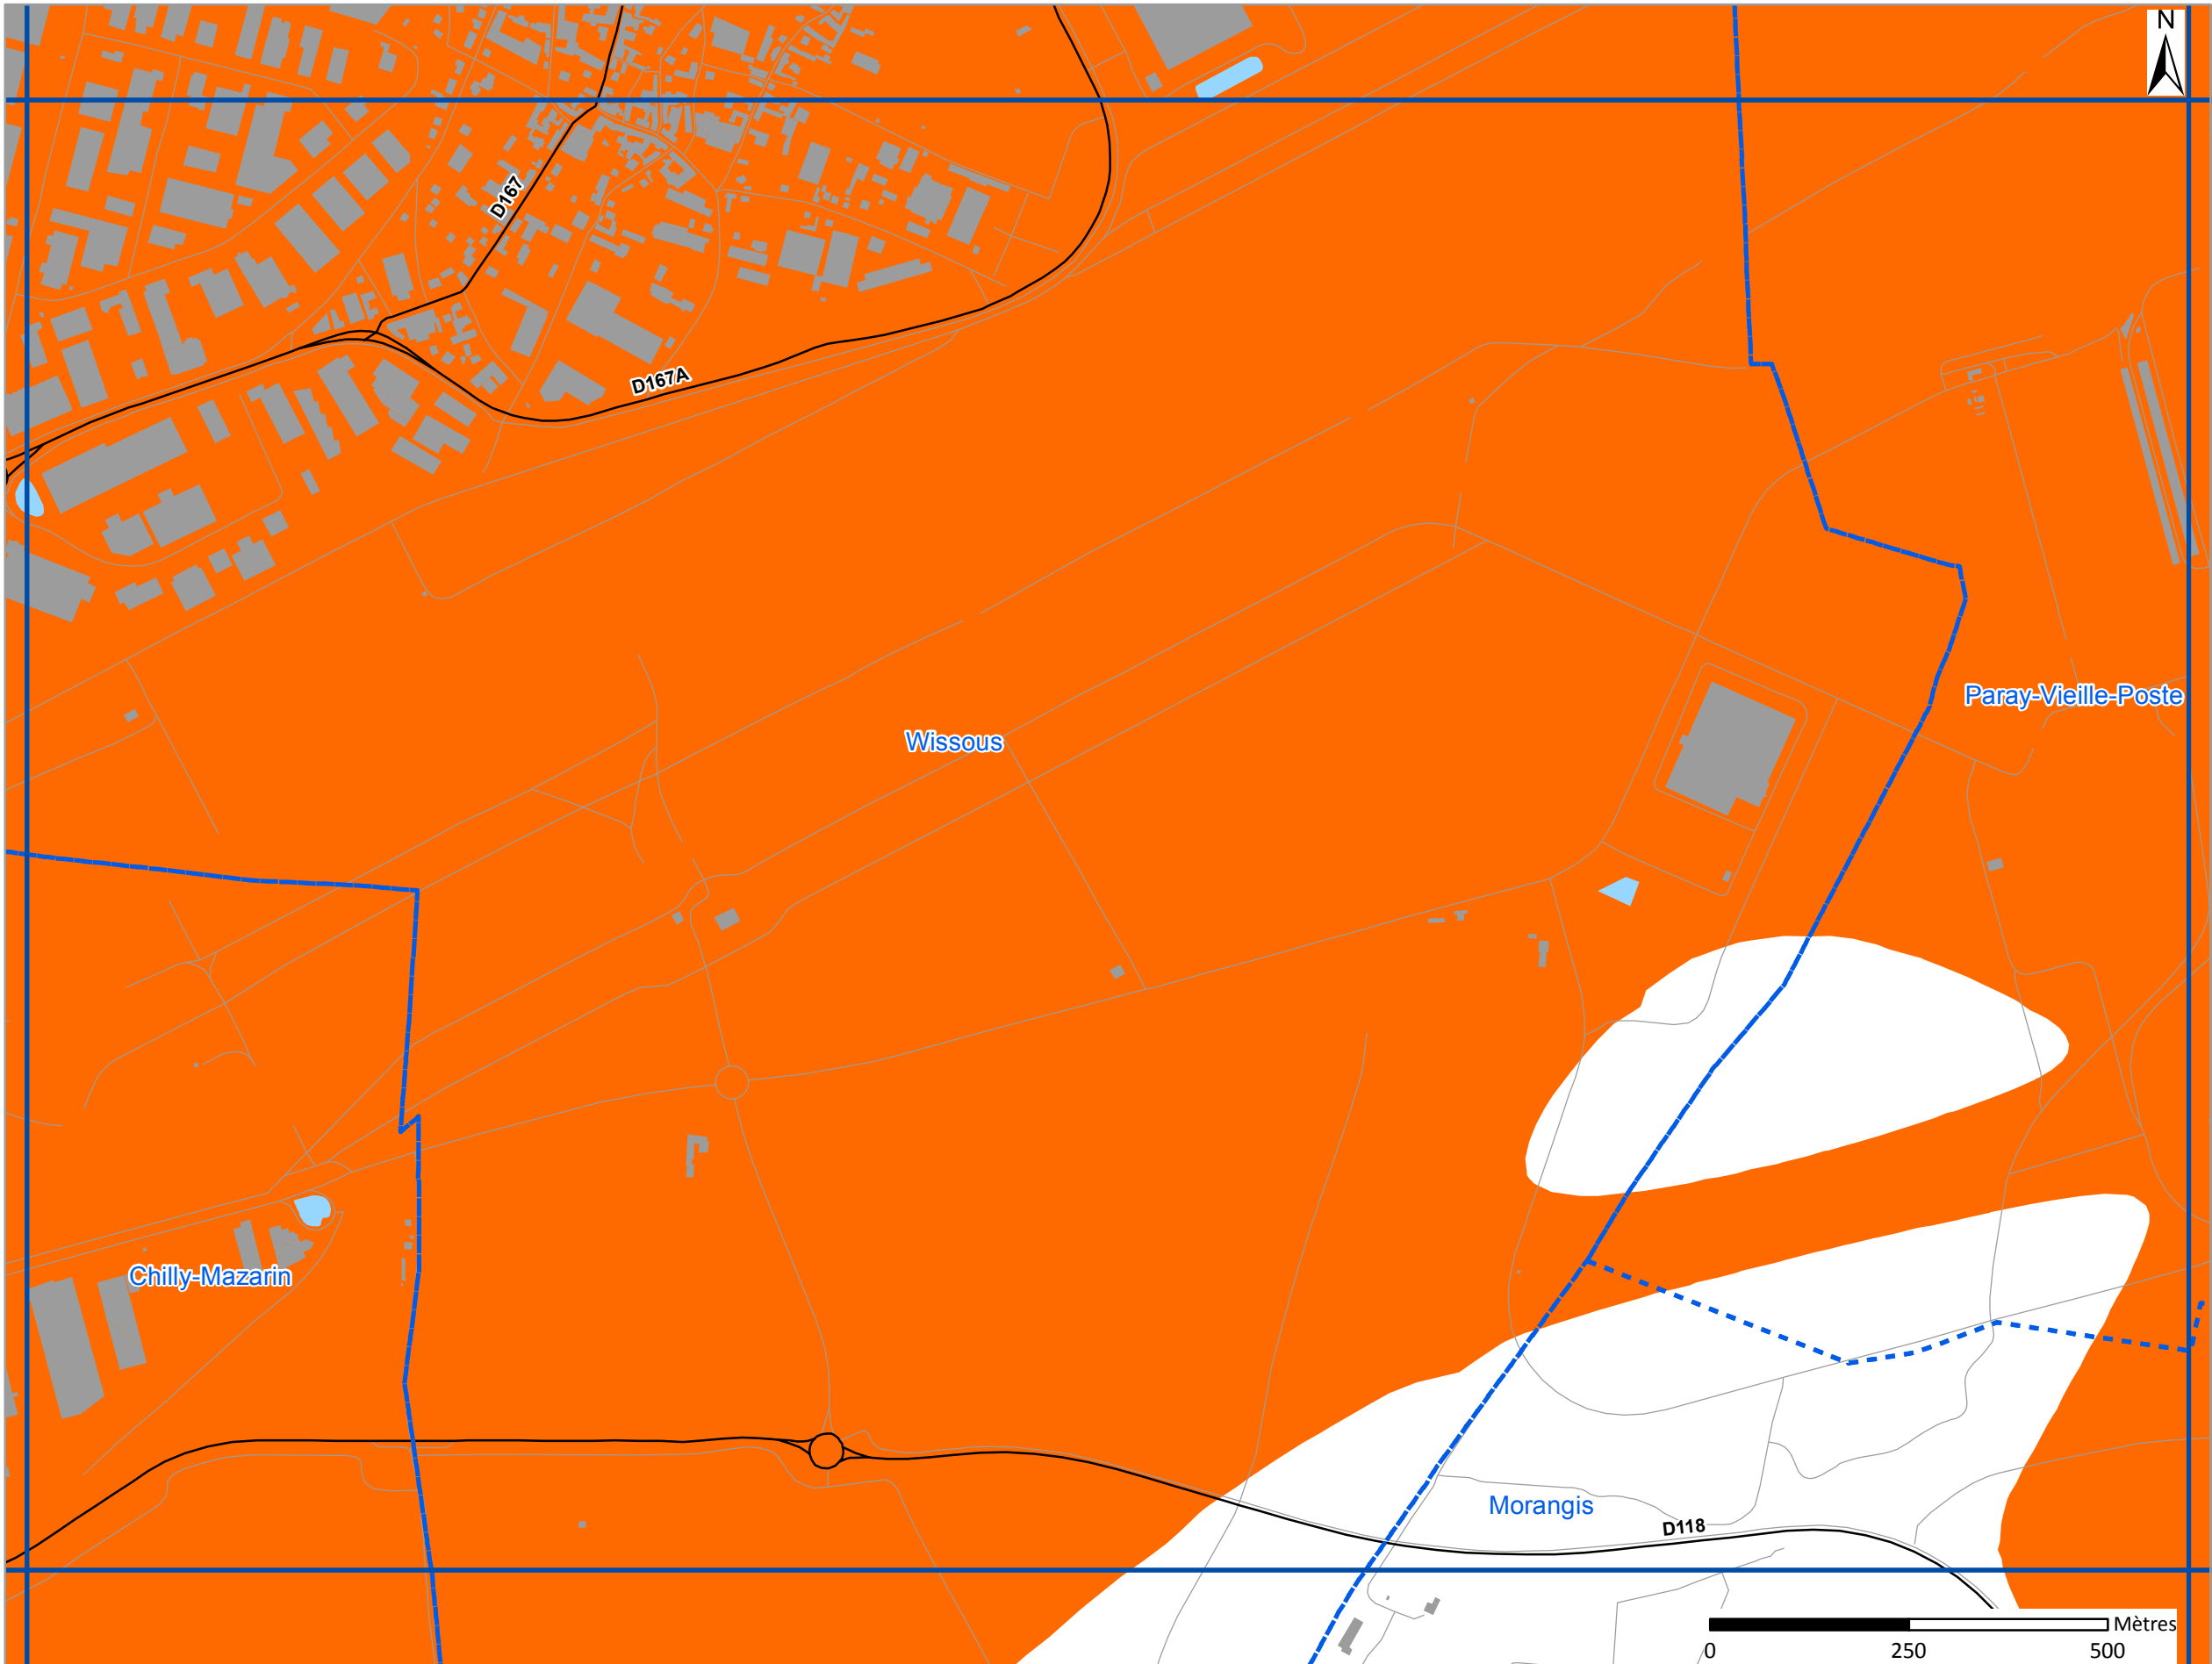 N
D167
D167A
Paray-Vieille-Poste
Wissous
Chilly-Mazarin
Morangis
D118
Mètres
0 250 500